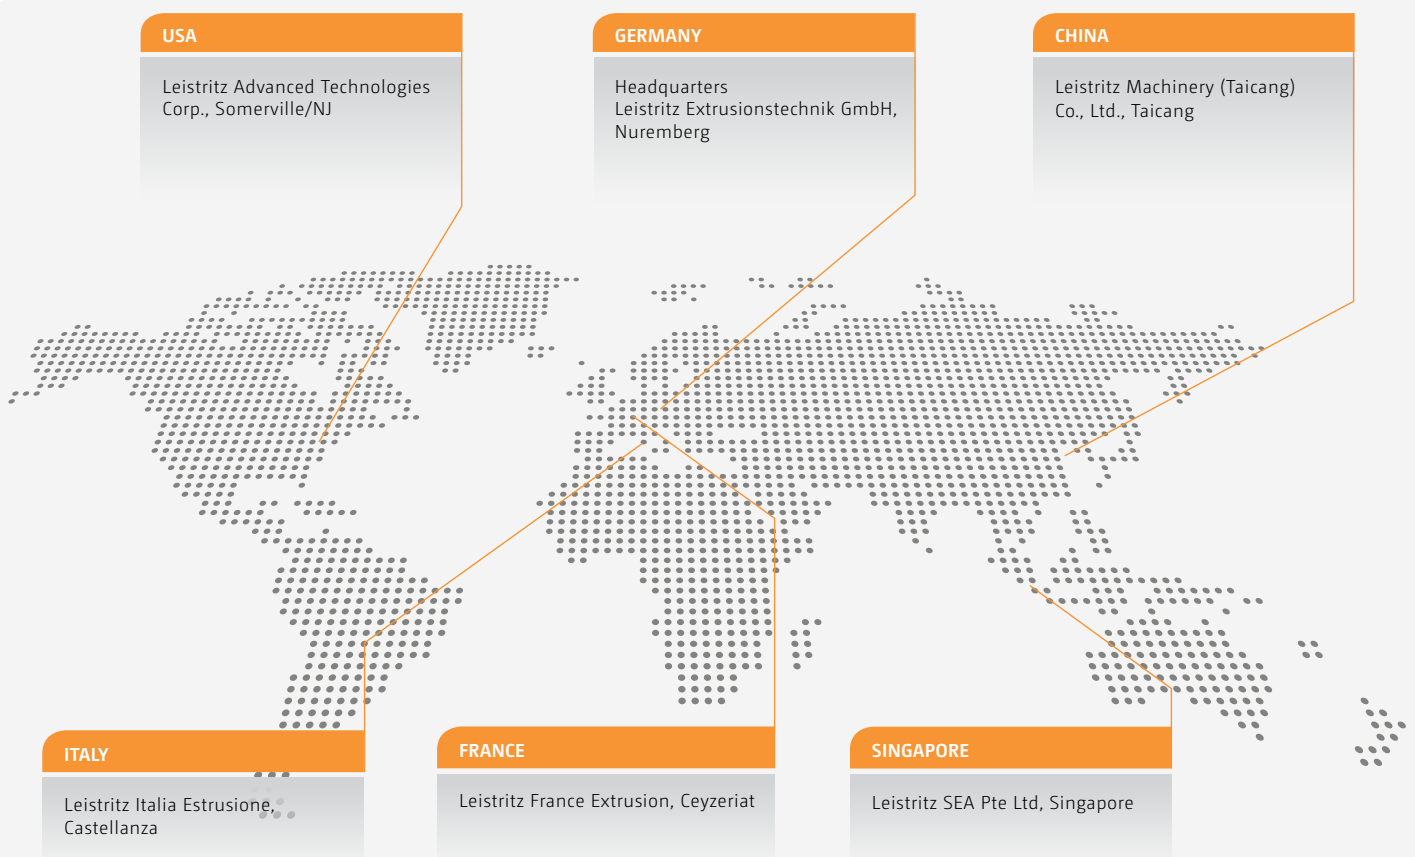 USA
Leistritz Advanced Technologies
Corp., Somerville/NJ
GERMANY
Headquarters
Leistritz Extrusionstechnik GmbH,
Nuremberg
CHINA
Leistritz Machinery (Taicang)
Co., Ltd., Taicang
ITALY
Leistritz Italia Estrusione,
Castellanza
FRANCE
Leistritz France Extrusion, Ceyzeriat
SINGAPORE
Leistritz SEA Pte Ltd, Singapore